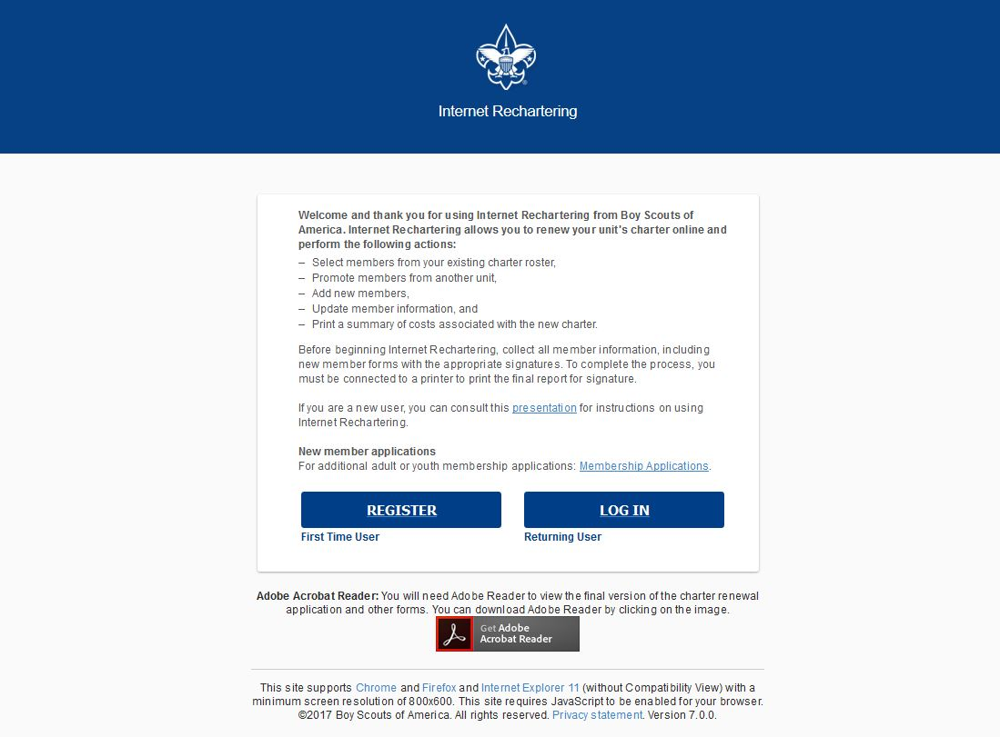 Internet Rechartering
Welcome and thank you for using Internet Rechartering from Boy Scouts of
America. Internet Rechartering allows you to renew your unit's charter online and
perform the following actions:
– Select members from your existing charter roster,
– Promote members from another unit,
– Add new members,
– Update member information, and
– Print a summary of costs associated with the new charter.
Before beginning Internet Rechartering, collect all member information, including
new member forms with the appropriate signatures. To complete the process, you
must be connected to a printer to print the final report for signature.
If you are a new user, you can consult this presentation for instructions on using
Internet Rechartering.
New member applications
For additional adult or youth membership applications: Membership Applications.
REGISTER
LOG IN
First Time User
Returning User
Adobe Acrobat Reader: You will need Adobe Reader to view the final version of the charter renewal
application and other forms. You can download Adobe Reader by clicking on the image.
Get Adobe
Acrobat Reader
This site supports Chrome and Firefox and Internet Explorer 11 (without Compatibility View) with a
minimum screen resolution of 800x600. This site requires JavaScript to be enabled for your browser.
©2017 Boy Scouts of America. All rights reserved. Privacy statement. Version 7.0.0.